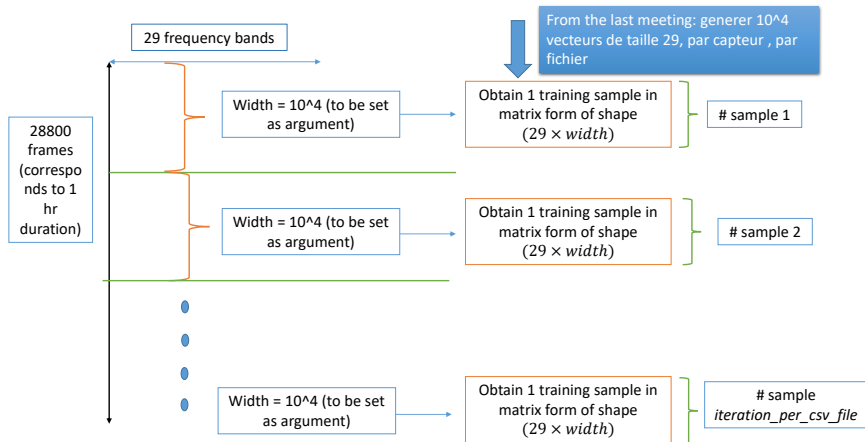 29 frequency bands
From the last meeting: generer 10^4
vecteurs de taille 29, par capteur , par
fichier
28800
frames
(correspo
nds to 1
hr
duration)
Width = 10^4 (to be set
as argument)
Obtain 1 training sample in
matrix form of shape
(29 × width)
# sample 1
Width = 10^4 (to be set
as argument)
Obtain 1 training sample in
matrix form of shape
(29 × width)
# sample 2
Width = 10^4 (to be set
as argument)
Obtain 1 training sample in
matrix form of shape
(29 × width)
# sample
iteration_per_csv_file